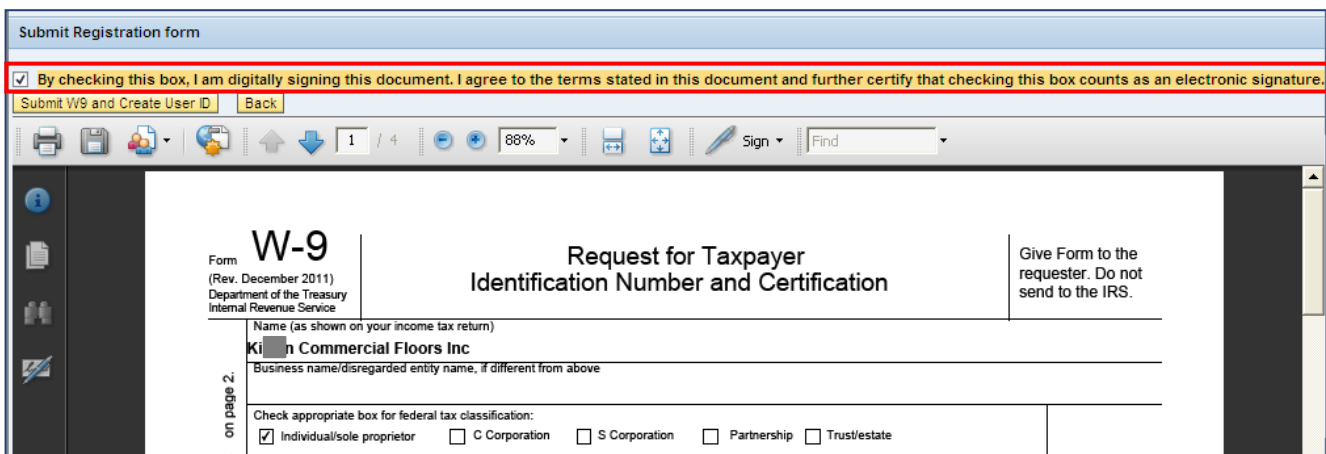 Submit Registration form
By checking this box, I am digitally signing this document. I agree to the terms stated in this document and further certify that checking this box counts as an electronic signature.
Submit W9 and Create User ID Back
1 / 4 88% Sign Find
Form W-9
(Rev. December 2011)
Department of the Treasury
Internal Revenue Service
Request for Taxpayer
Identification Number and Certification
Give Form to the
requester. Do not
send to the IRS.
Name (as shown on your income tax return)
Commercial Floors Inc
Business name/disregarded entity name, if different from above
on page 2.
Check appropriate box for federal tax classification:
Individual/sole proprietor C Corporation S Corporation Partnership Trust/estate